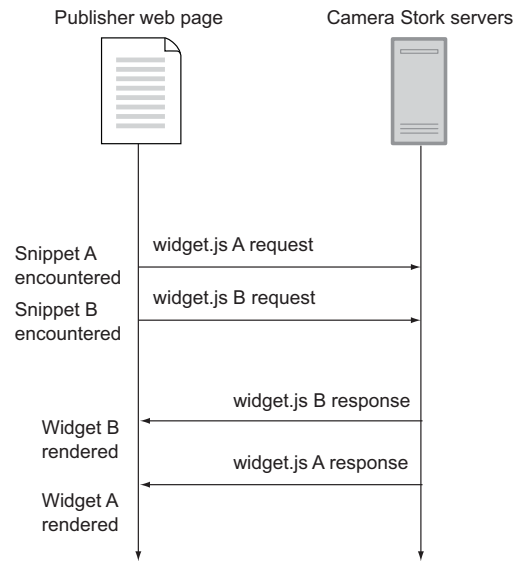 Publisher web page
Camera Stork servers
Snippet A
encountered
widget.js A request
Snippet B
encountered
widget.js B request
widget.js B response
Widget B
rendered
widget.js A response
Widget A
rendered